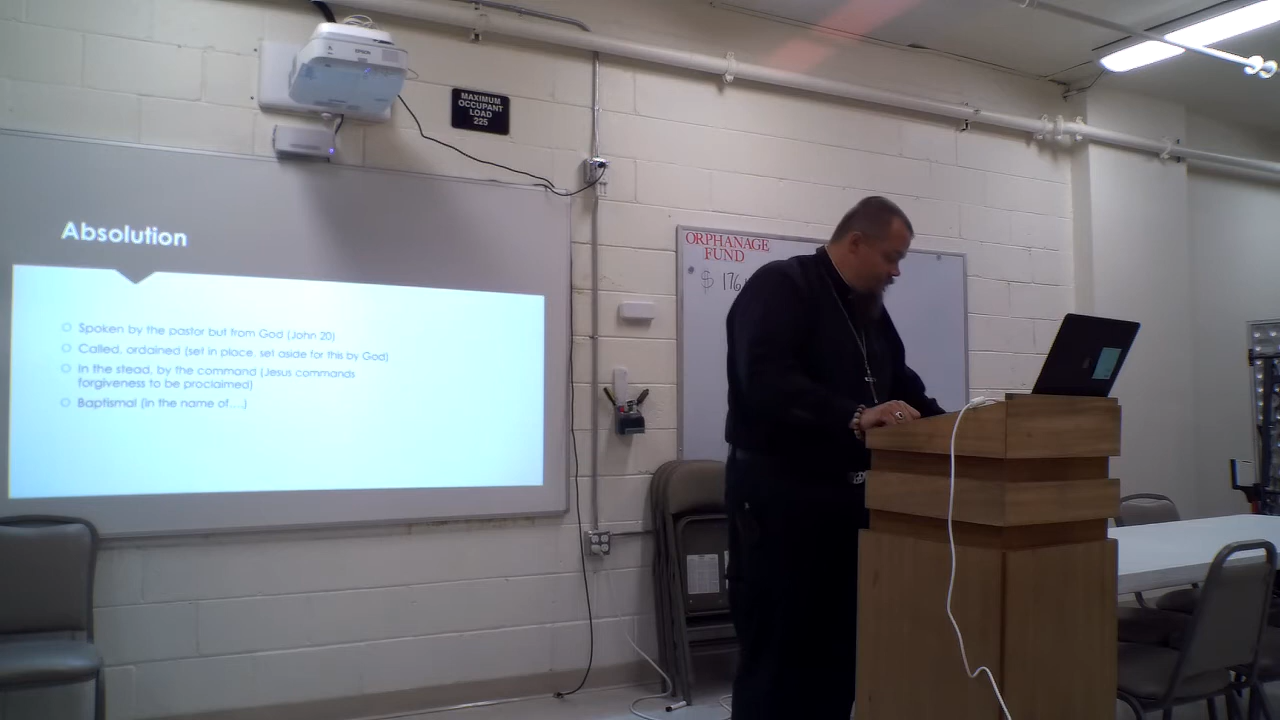 EPSON
MAXIMUM
OCCUPANT
LOAD
225
Absolution
Spoken by the pastor but from God (John 20)
Called, ordained (set in place, set aside for this by God)
In the stead, by the command (Jesus commands
forgiveness to be proclaimed)
Baptismal (in the name of….)
ORPHANAGE
FUND
$ 176